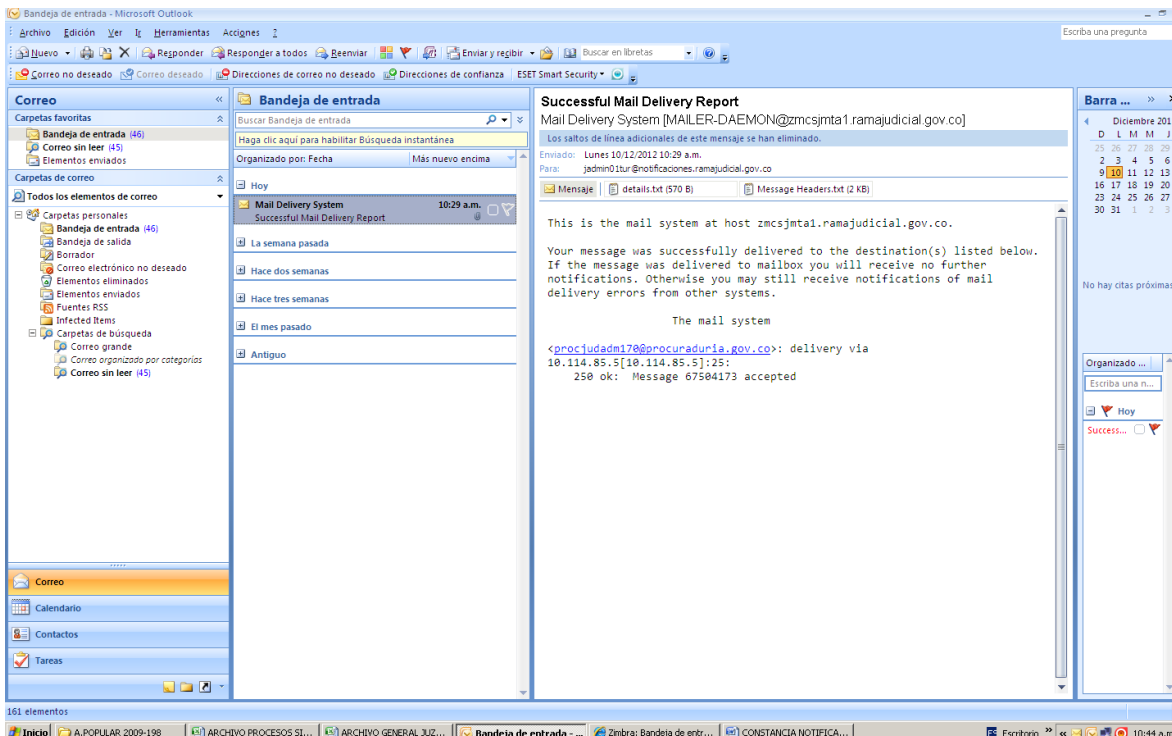 Bandeja de entrada - Microsoft Outlook
Archivo Edición Ver Ir Herramientas Acciones ?
Escriba una pregunta
Nuevo Responder Responder a todos Reenviar Enviar y recibir Buscar en libretas
Correo no deseado Correo deseado Direcciones de correo no deseado Direcciones de confianza ESET Smart Security
Correo
Carpetas favoritas
Bandeja de entrada (46)
Correo sin leer (45)
Elementos enviados
Carpetas de correo
Todos los elementos de correo
Carpetas personales
Bandeja de entrada (46)
Bandeja de salida
Borrador
Correo electrónico no deseado
Elementos eliminados
Elementos enviados
Fuentes RSS
Infected Items
Carpetas de búsqueda
Correo grande
Correo organizado por categorías
Correo sin leer (45)
Correo
Calendario
Contactos
Tareas
Bandeja de entrada
Buscar Bandeja de entrada
Haga clic aquí para habilitar Búsqueda instantánea
Organizado por: Fecha Más nuevo encima
Hoy
Mail Delivery System 10:29 a.m.
Successful Mail Delivery Report
La semana pasada
Hace dos semanas
Hace tres semanas
El mes pasado
Antiguo
Successful Mail Delivery Report
Mail Delivery System [MAILER-DAEMON@zmcsjmta1.ramajudicial.gov.co]
Los saltos de línea adicionales de este mensaje se han eliminado.
Enviado: Lunes 10/12/2012 10:29 a.m.
Para: jadmin01tur@notificaciones.ramajudicial.gov.co
Mensaje details.txt (570 B) Message Headers.txt (2 KB)
This is the mail system at host zmcsjmta1.ramajudicial.gov.co.
Your message was successfully delivered to the destination(s) listed below.
If the message was delivered to mailbox you will receive no further
notifications. Otherwise you may still receive notifications of mail
delivery errors from other systems.
The mail system
<procjudadm170@procuraduria.gov.co>: delivery via
10.114.85.5[10.114.85.5]:25:
250 ok: Message 67504173 accepted
Barra ... »
Diciembre 201
D L M M J
25 26 27 28 29
2 3 4 5 6
9 10 11 12 13
16 17 18 19 20
23 24 25 26 27
30 31 1 2 3
No hay citas próximas
Organizado ...
Escriba una n...
Hoy
Success...
161 elementos
Inicio A.POPULAR 2009-198 ARCHIVO PROCESOS SI... ARCHIVO GENERAL JUZ... Bandeja de entrada - ... Zimbra: Bandeja de entr... CONSTANCIA NOTIFICA... ES Escritorio » « 10:44 a.m.